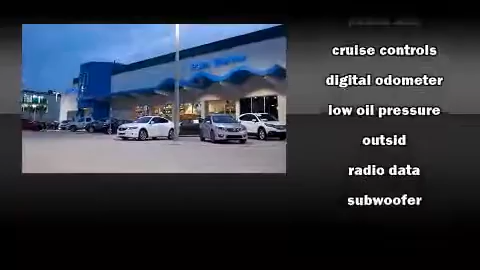 cruise controls
digital odometer
low oil pressure
outsid
radio data
subwoofer